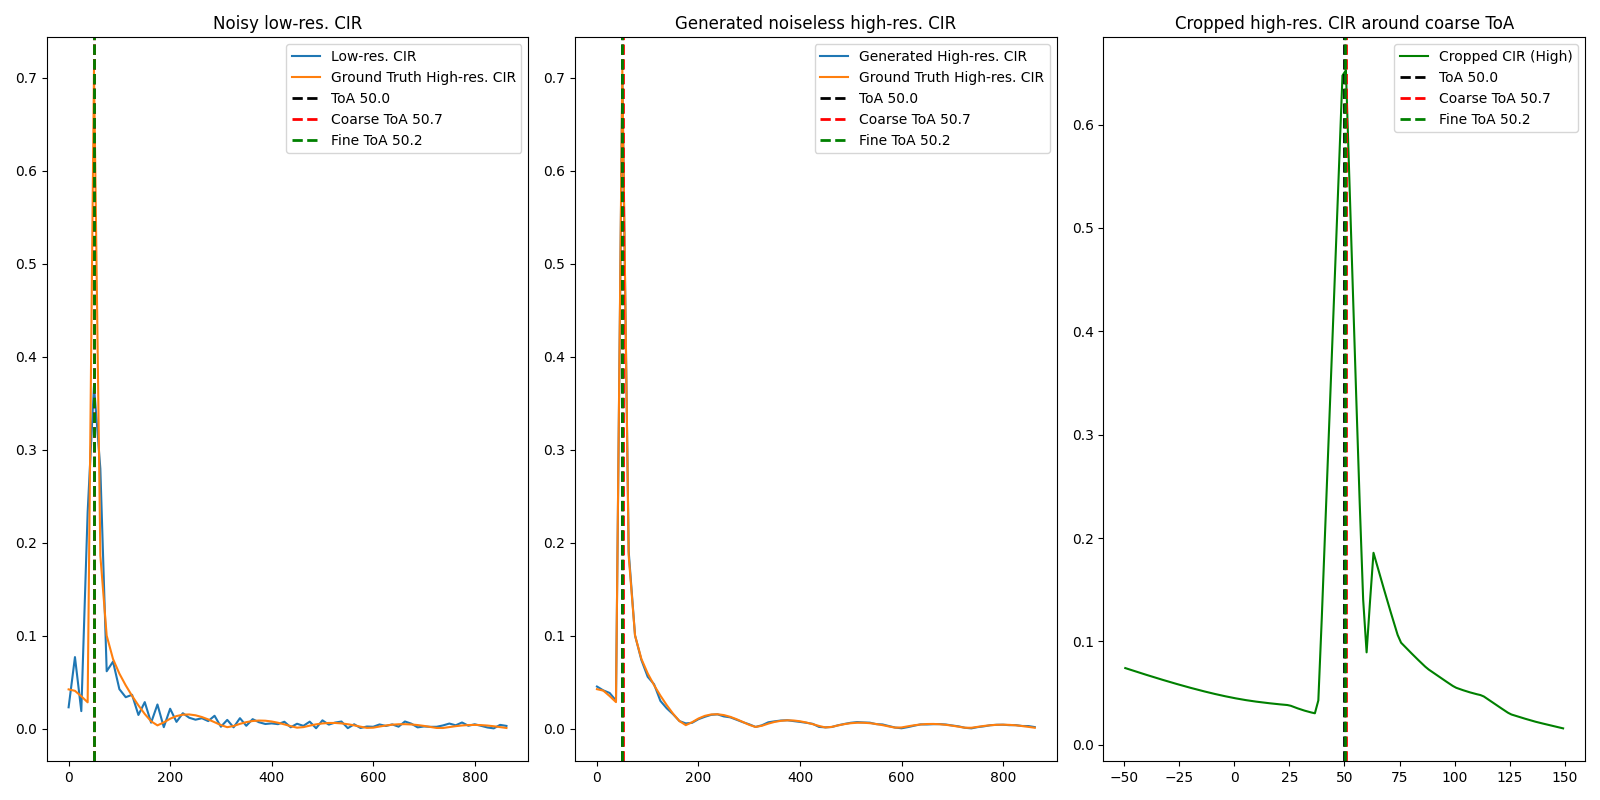 Noisy low-res. CIR
Low-res. CIR
Ground Truth High-res. CIR
ToA 50.0
Coarse ToA 50.7
Fine ToA 50.2
0.7
0.6
0.5
0.4
0.3
0.2
0.1
0.0
0 200 400 600 800
Generated noiseless high-res. CIR
Generated High-res. CIR
Ground Truth High-res. CIR
ToA 50.0
Coarse ToA 50.7
Fine ToA 50.2
0.7
0.6
0.5
0.4
0.3
0.2
0.1
0.0
0 200 400 600 800
Cropped high-res. CIR around coarse ToA
Cropped CIR (High)
ToA 50.0
Coarse ToA 50.7
Fine ToA 50.2
0.6
0.5
0.4
0.3
0.2
0.1
0.0
−50 −25 0 25 50 75 100 125 150